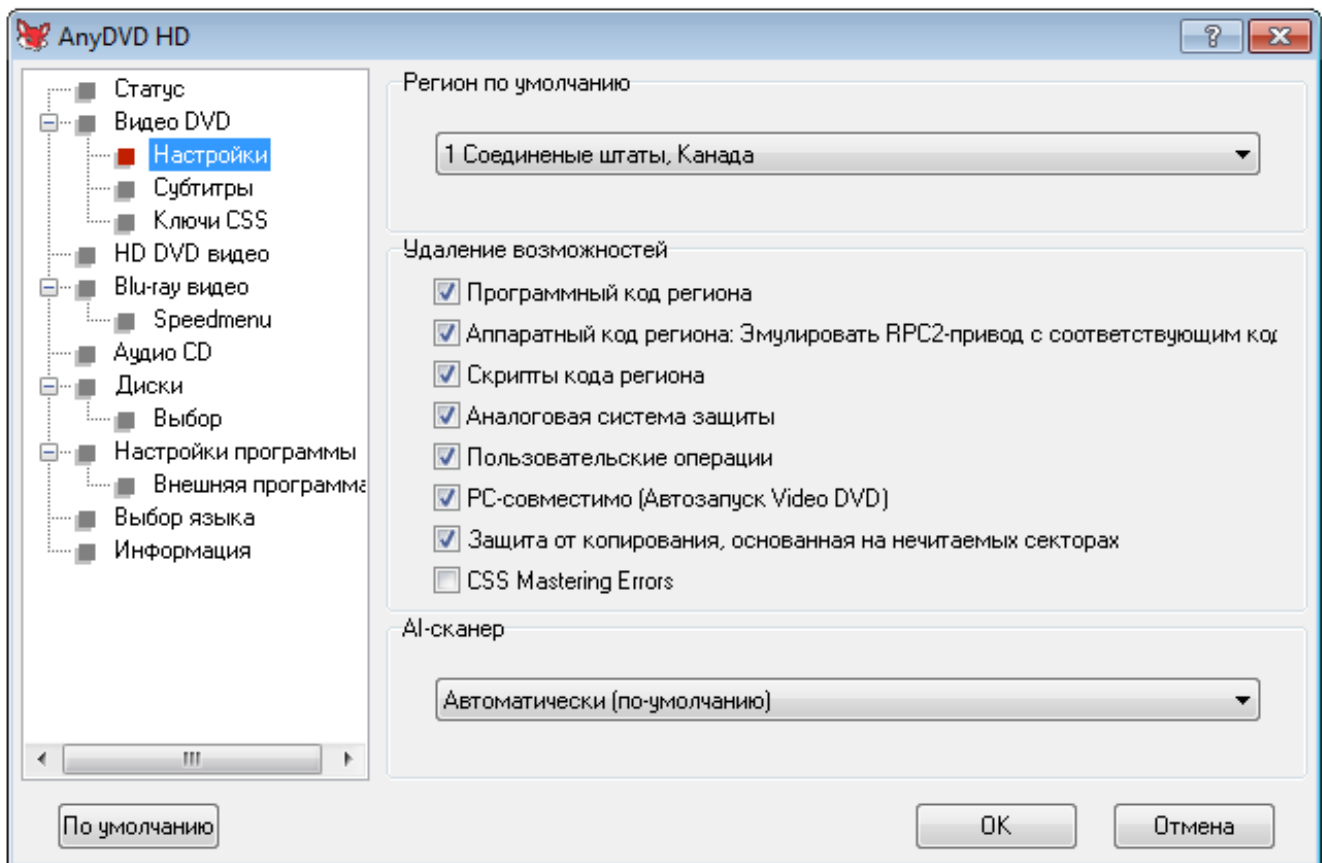 AnyDVD HD
Статус
Видео DVD
Настройки
Субтитры
Ключи CSS
HD DVD видео
Blu-ray видео
Speedmenu
Аудио CD
Диски
Выбор
Настройки программы
Внешняя программа
Выбор языка
Информация
Регион по умолчанию
1 Соединеные штаты, Канада
Удаление возможностей
Программный код региона
Аппаратный код региона: Эмулировать RPC2-привод с соответствующим код
Скрипты кода региона
Аналоговая система защиты
Пользовательские операции
PC-совместимо (Автозапуск Video DVD)
Защита от копирования, основанная на нечитаемых секторах
CSS Mastering Errors
AI-сканер
Автоматически (по-умолчанию)
По умолчанию
OK
Отмена